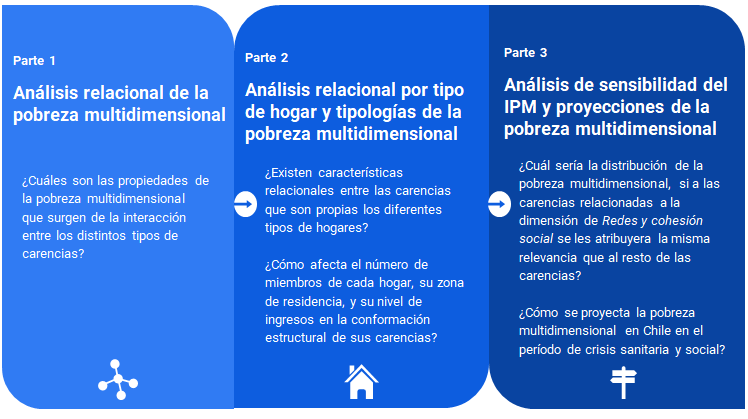 Parte 1
Análisis relacional de la
pobreza multidimensional
¿Cuáles son las propiedades de
la pobreza multidimensional
que surgen de la interacción
entre los distintos tipos de
carencias?
Parte 2
Análisis relacional por tipo
de hogar y tipologías de la
pobreza multidimensional
¿Existen características
relacionales entre las carencias
que son propias los diferentes
tipos de hogares?
¿Cómo afecta el número de
miembros de cada hogar, su zona
de residencia, y su nivel de
ingresos en la conformación
estructural de sus carencias?
Parte 3
Análisis de sensibilidad del
IPM y proyecciones de la
pobreza multidimensional
¿Cuál sería la distribución de la
pobreza multidimensional, si a las
carencias relacionadas a la
dimensión de Redes y cohesión
social se les atribuyera la misma
relevancia que al resto de las
carencias?
¿Cómo se proyecta la pobreza
multidimensional en Chile en el
período de crisis sanitaria y social?